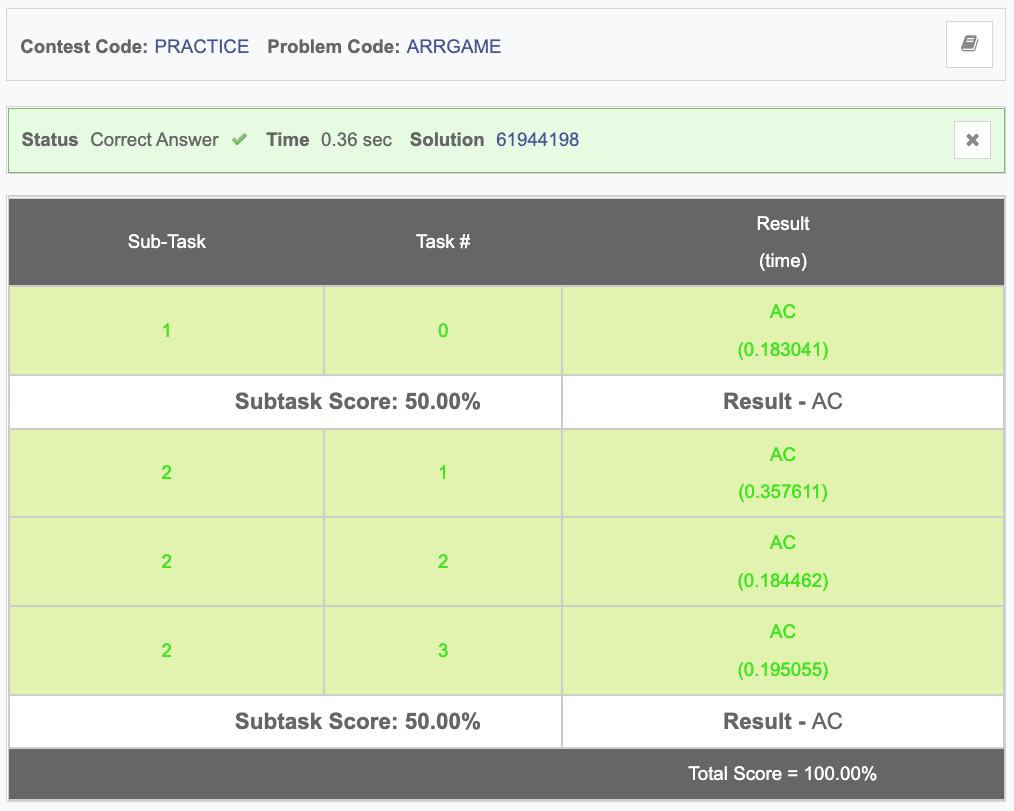 Contest Code: PRACTICE Problem Code: ARRGAME
Status Correct Answer ✔ Time 0.36 sec Solution 61944198
Sub-Task Task # Result
(time)
1 0 AC
(0.183041)
Subtask Score: 50.00% Result - AC
2 1 AC
(0.357611)
2 2 AC
(0.184462)
2 3 AC
(0.195055)
Subtask Score: 50.00% Result - AC
Total Score = 100.00%